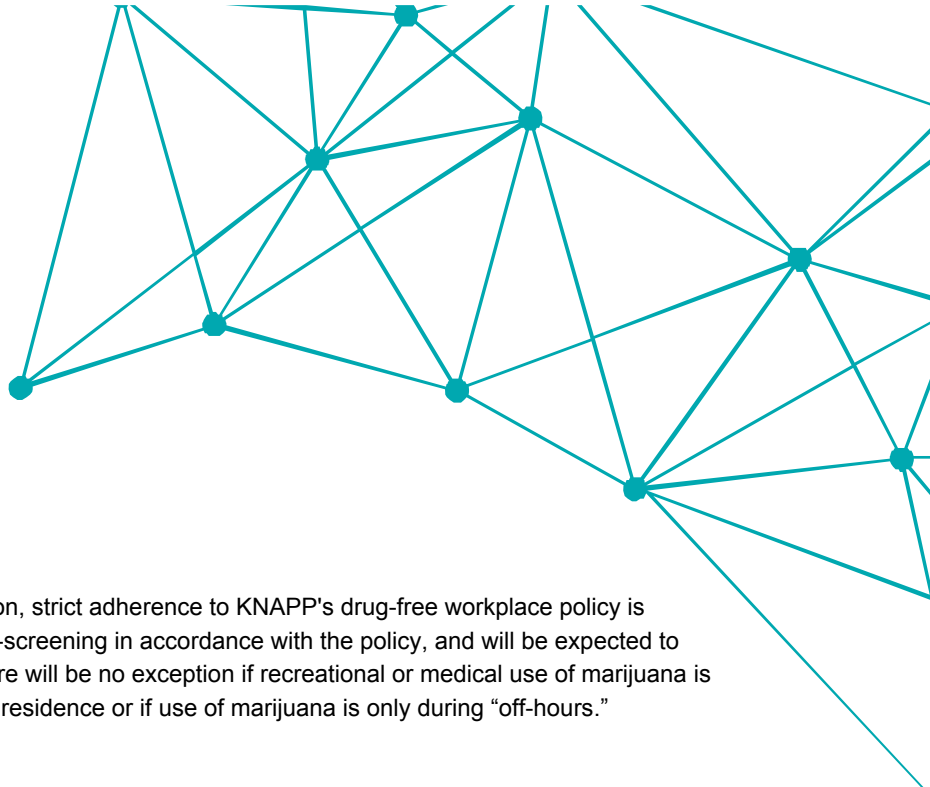 on, strict adherence to KNAPP's drug-free workplace policy is
-screening in accordance with the policy, and will be expected to
re will be no exception if recreational or medical use of marijuana is
residence or if use of marijuana is only during “off-hours.”